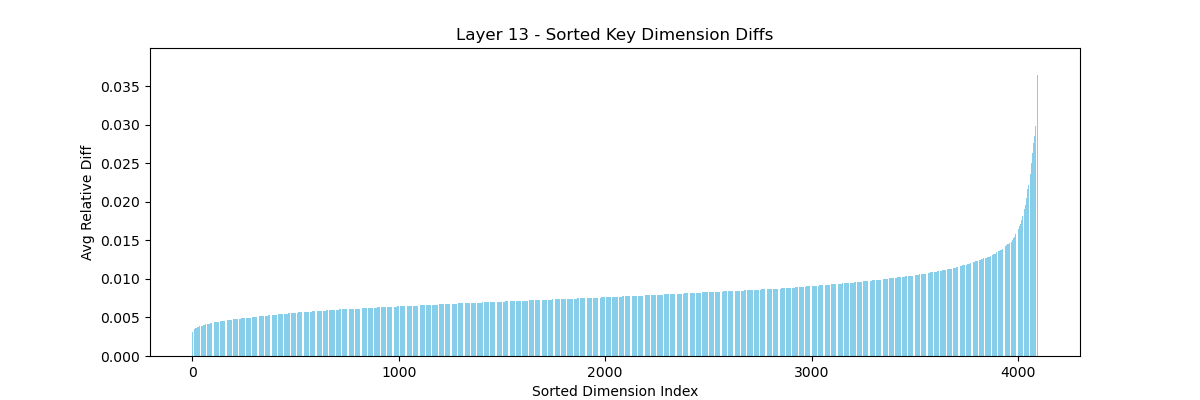 Layer 13 - Sorted Key Dimension Diffs
Avg Relative Diff
0.035
0.030
0.025
0.020
0.015
0.010
0.005
0.000
0 1000 2000 3000 4000
Sorted Dimension Index